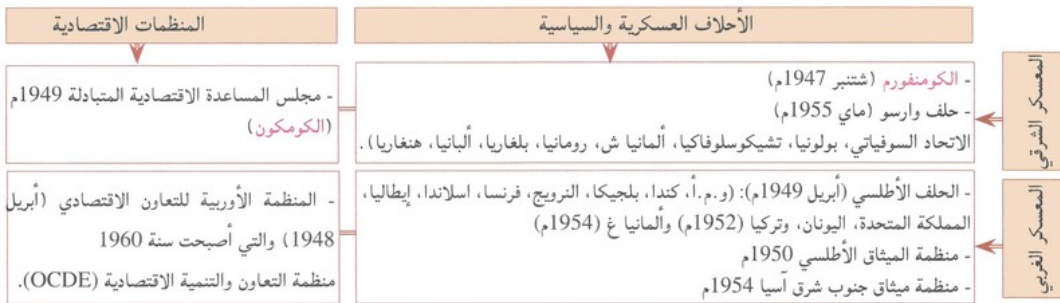 الأحلاف العسكرية والسياسية
المنظمات الاقتصادية
المعسكر الشرقي
- الكومنفورم (شتنبر 1947م)
- حلف وارسو (ماي 1955م)
الاتحاد السوفياتي، بولونيا، تشيكوسلوفاكيا، ألمانيا ش، رومانيا، بلغاريا، ألبانيا، هنغاريا).
- مجلس المساعدة الاقتصادية المتبادلة 1949م
(الكومكون)
المعسكر الغربي
- الحلف الأطلسي (أبريل 1949م): (و.م.أ، كندا، بلجيكا، النرويج، فرنسا، اسلاندا، إيطاليا،
المملكة المتحدة، اليونان، وتركيا (1952م) وألمانيا غ (1954م)
- منظمة الميثاق الأطلسي 1950م
- منظمة ميثاق جنوب شرق آسيا 1954م
- المنظمة الأوربية للتعاون الاقتصادي (أبريل
1948) والتي أصبحت سنة 1960
منظمة التعاون والتنمية الاقتصادية (OCDE).